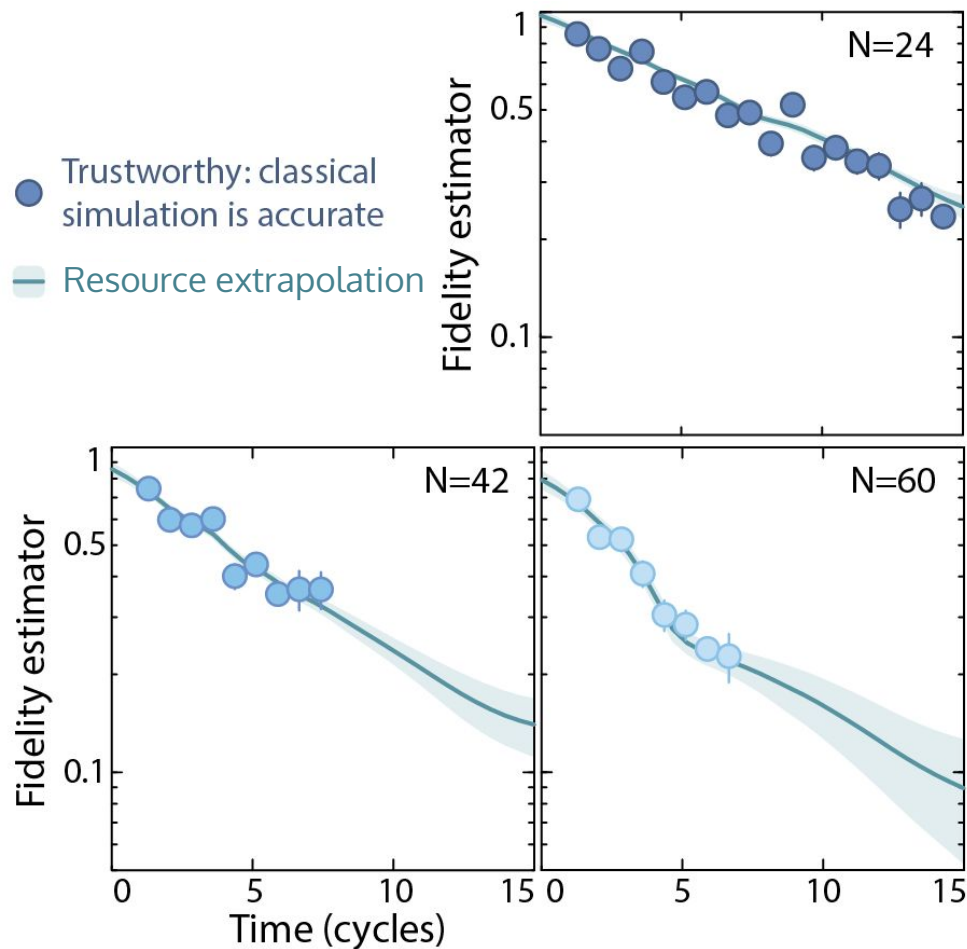 1
N=24
0.5
Fidelity estimator
0.1
Trustworthy: classical
simulation is accurate
Resource extrapolation
1
N=42
0.5
Fidelity estimator
0.1
0
5
10
15
Time (cycles)
N=60
0
5
10
15